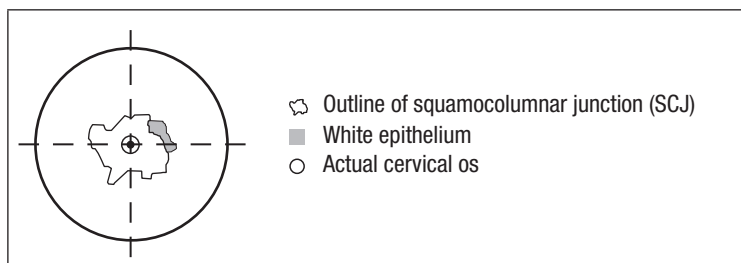 Outline of squamocolumnar junction (SCJ)
White epithelium
Actual cervical os